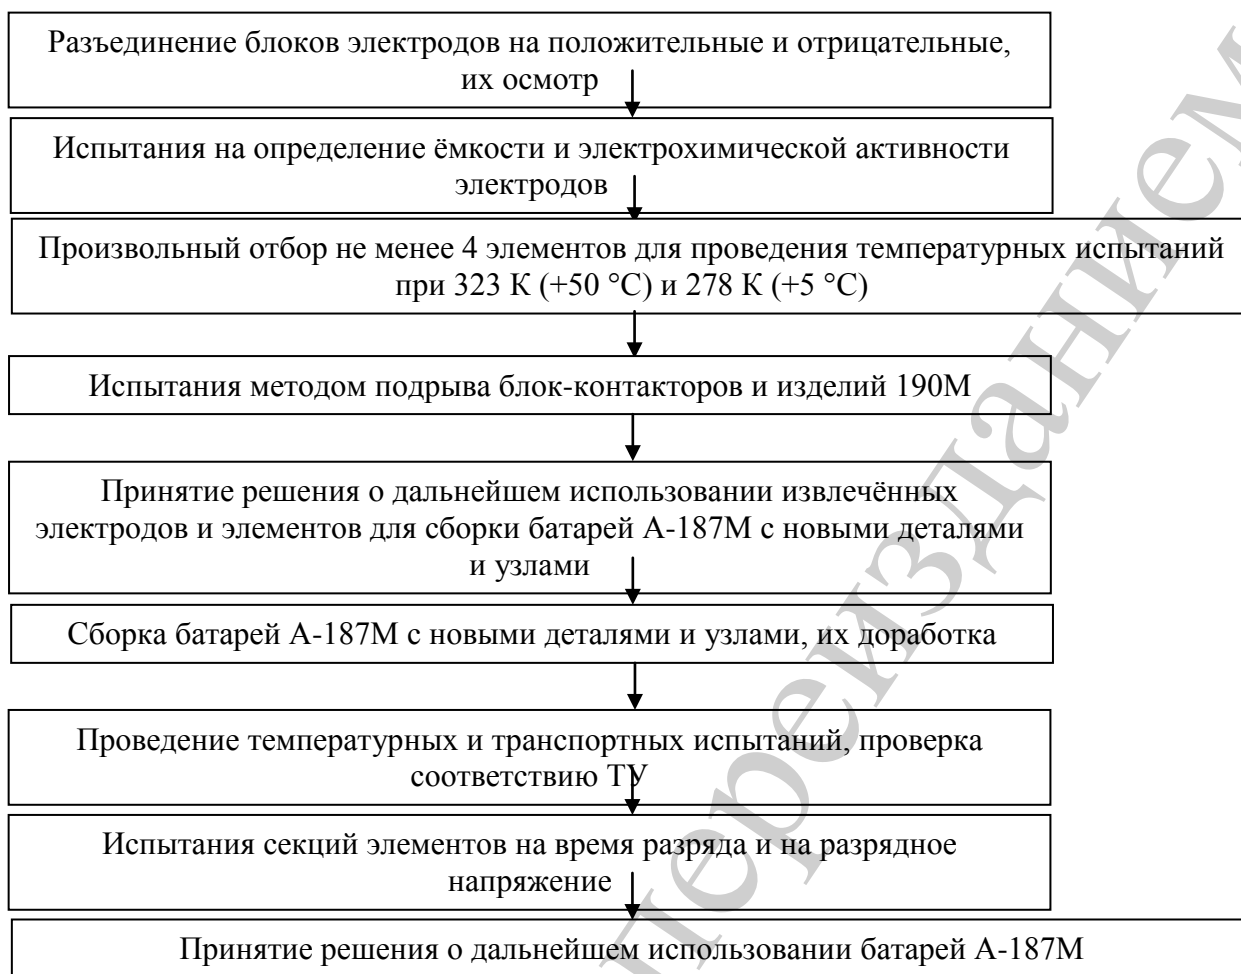 Разъединение блоков электродов на положительные и отрицательные,
их осмотр
Испытания на определение ёмкости и электрохимической активности
электродов
Произвольный отбор не менее 4 элементов для проведения температурных испытаний
при 323 К (+50 °С) и 278 К (+5 °С)
Испытания методом подрыва блок-контакторов и изделий 190М
Принятие решения о дальнейшем использовании извлечённых
электродов и элементов для сборки батарей А-187М с новыми деталями
и узлами
Сборка батарей А-187М с новыми деталями и узлами, их доработка
Проведение температурных и транспортных испытаний, проверка
соответствию ТУ
Испытания секций элементов на время разряда и на разрядное
напряжение
Принятие решения о дальнейшем использовании батарей А-187М
переизданием